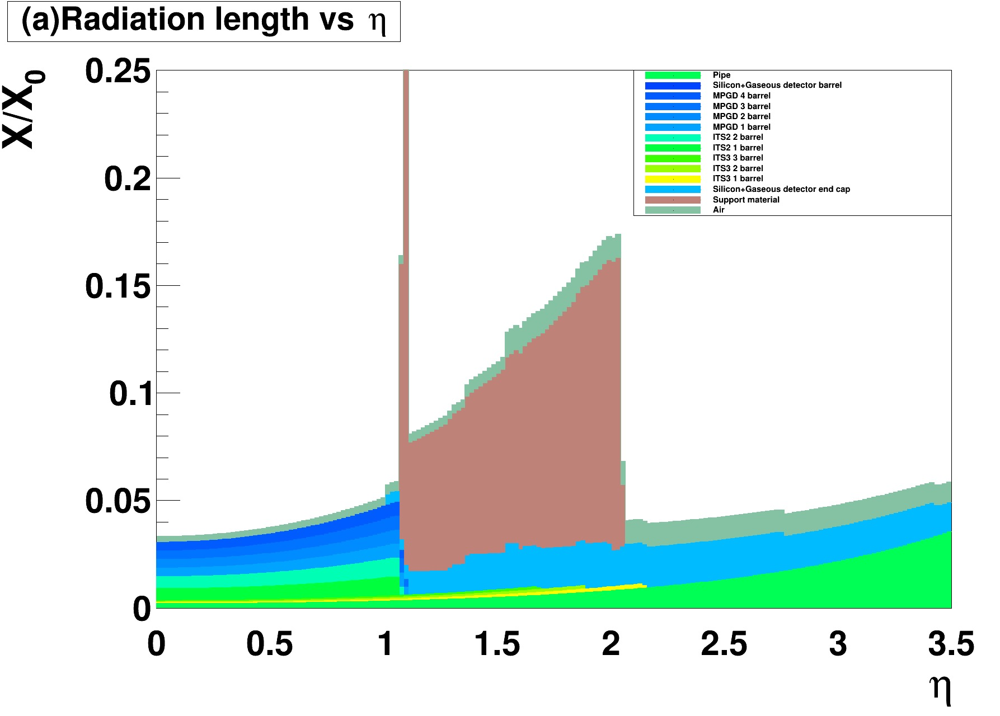 (a)Radiation length vs η
X/X0
0.25
0.2
0.15
0.1
0.05
0
0 0.5 1 1.5 2 2.5 3 3.5
η
Pipe
Silicon+Gaseous detector barrel
MPGD 4 barrel
MPGD 3 barrel
MPGD 2 barrel
MPGD 1 barrel
ITS2 2 barrel
ITS2 1 barrel
ITS3 3 barrel
ITS3 2 barrel
ITS3 1 barrel
Silicon+Gaseous detector end cap
Support material
Air